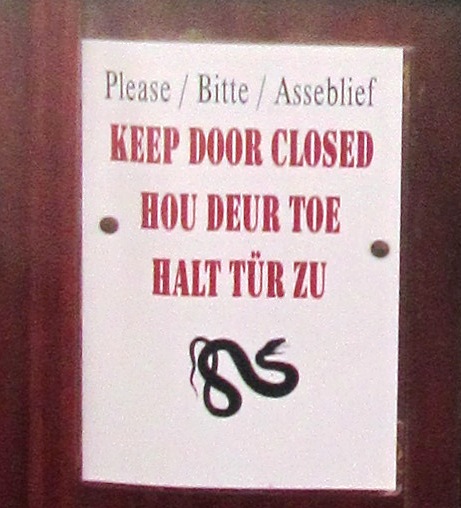 Please / Bitte / Asseblief
KEEP DOOR CLOSED
HOU DEUR TOE
HALT TÜR ZU